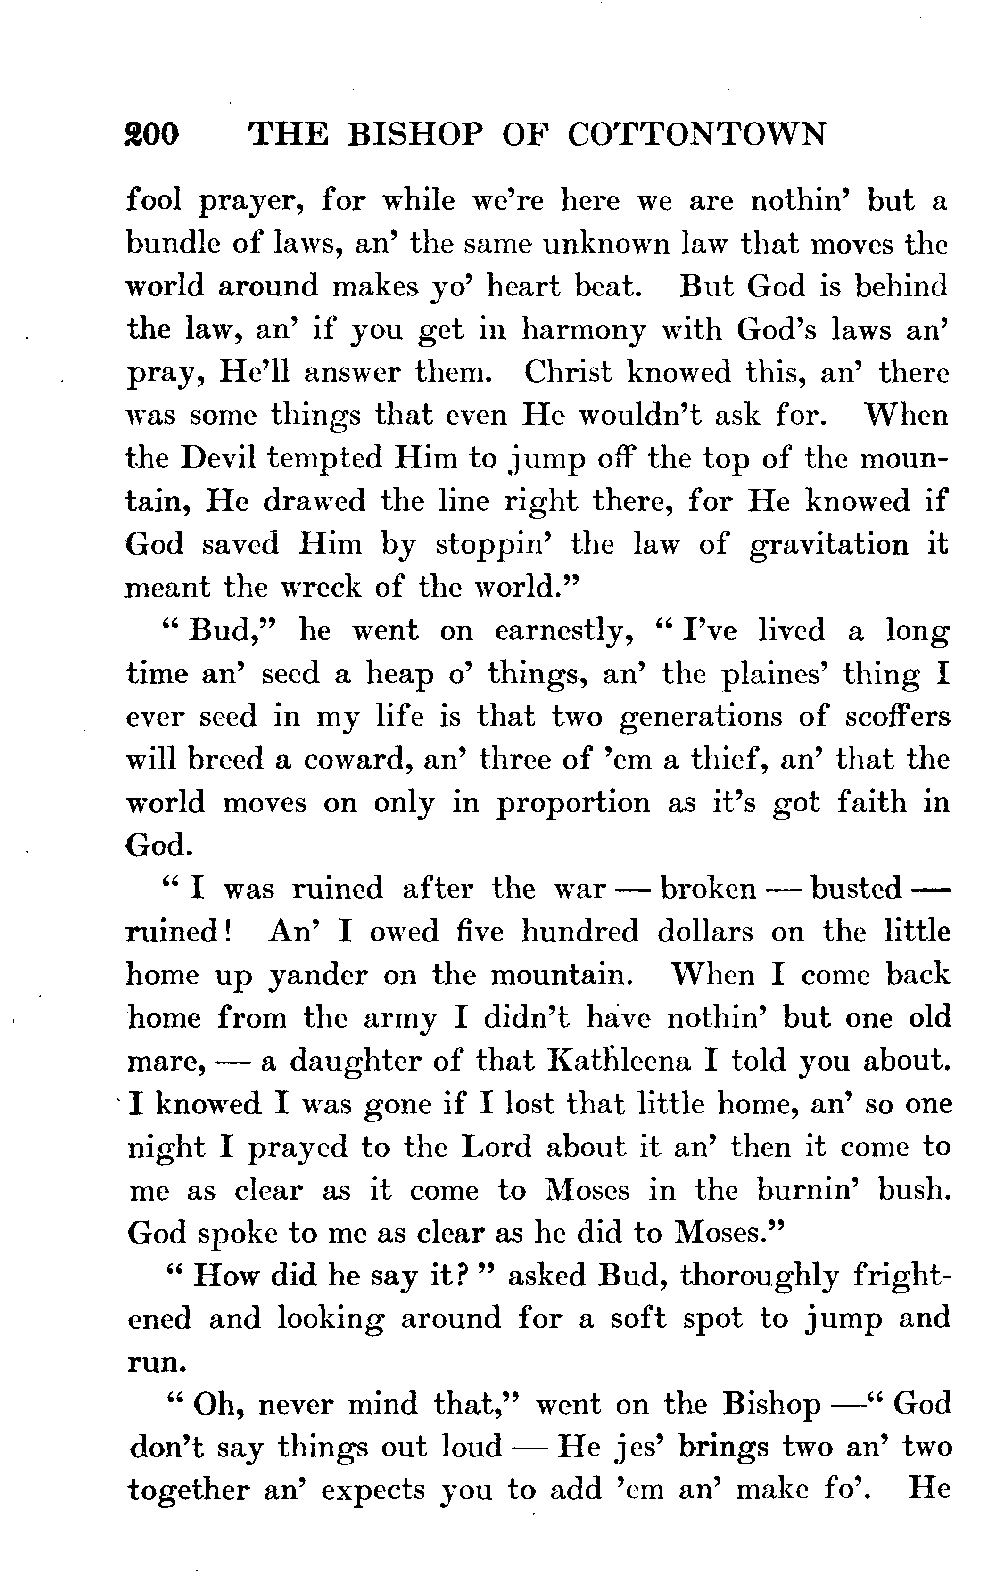 200 THE BISHOP OF COTTONTOWN
fool prayer, for while we're here we are nothin' but a
bundle of laws, an' the same unknown law that moves the
world around makes yo' heart beat. But God is behind
the law, an' if you get in harmony with God's laws an'
pray, He'll answer them. Christ knowed this, an' there
was some things that even He wouldn't ask for. When
the Devil tempted Him to jump off the top of the moun-
tain, He drawed the line right there, for He knowed if
God saved Him by stoppin' the law of gravitation it
meant the wreck of the world."
" Bud," he went on earnestly, " I've lived a long
time an' seed a heap o' things, an' the plaines' thing I
ever seed in my life is that two generations of scoffers
will breed a coward, an' three of 'em a thief, an' that the
world moves on only in proportion as it's got faith in
God.
" I was ruined after the war — broken — busted —
ruined! An' I owed five hundred dollars on the little
home up yander on the mountain. When I come back
home from the army I didn't have nothin' but one old
mare, — a daughter of that Kathleena I told you about.
I knowed I was gone if I lost that little home, an' so one
night I prayed to the Lord about it an' then it come to
me as clear as it come to Moses in the burnin' bush.
God spoke to me as clear as he did to Moses."
" How did he say it? " asked Bud, thoroughly fright-
ened and looking around for a soft spot to jump and
run.
" Oh, never mind that," went on the Bishop —" God
don't say things out loud — He jes' brings two an' two
together an' expects you to add 'em an' make fo'. He